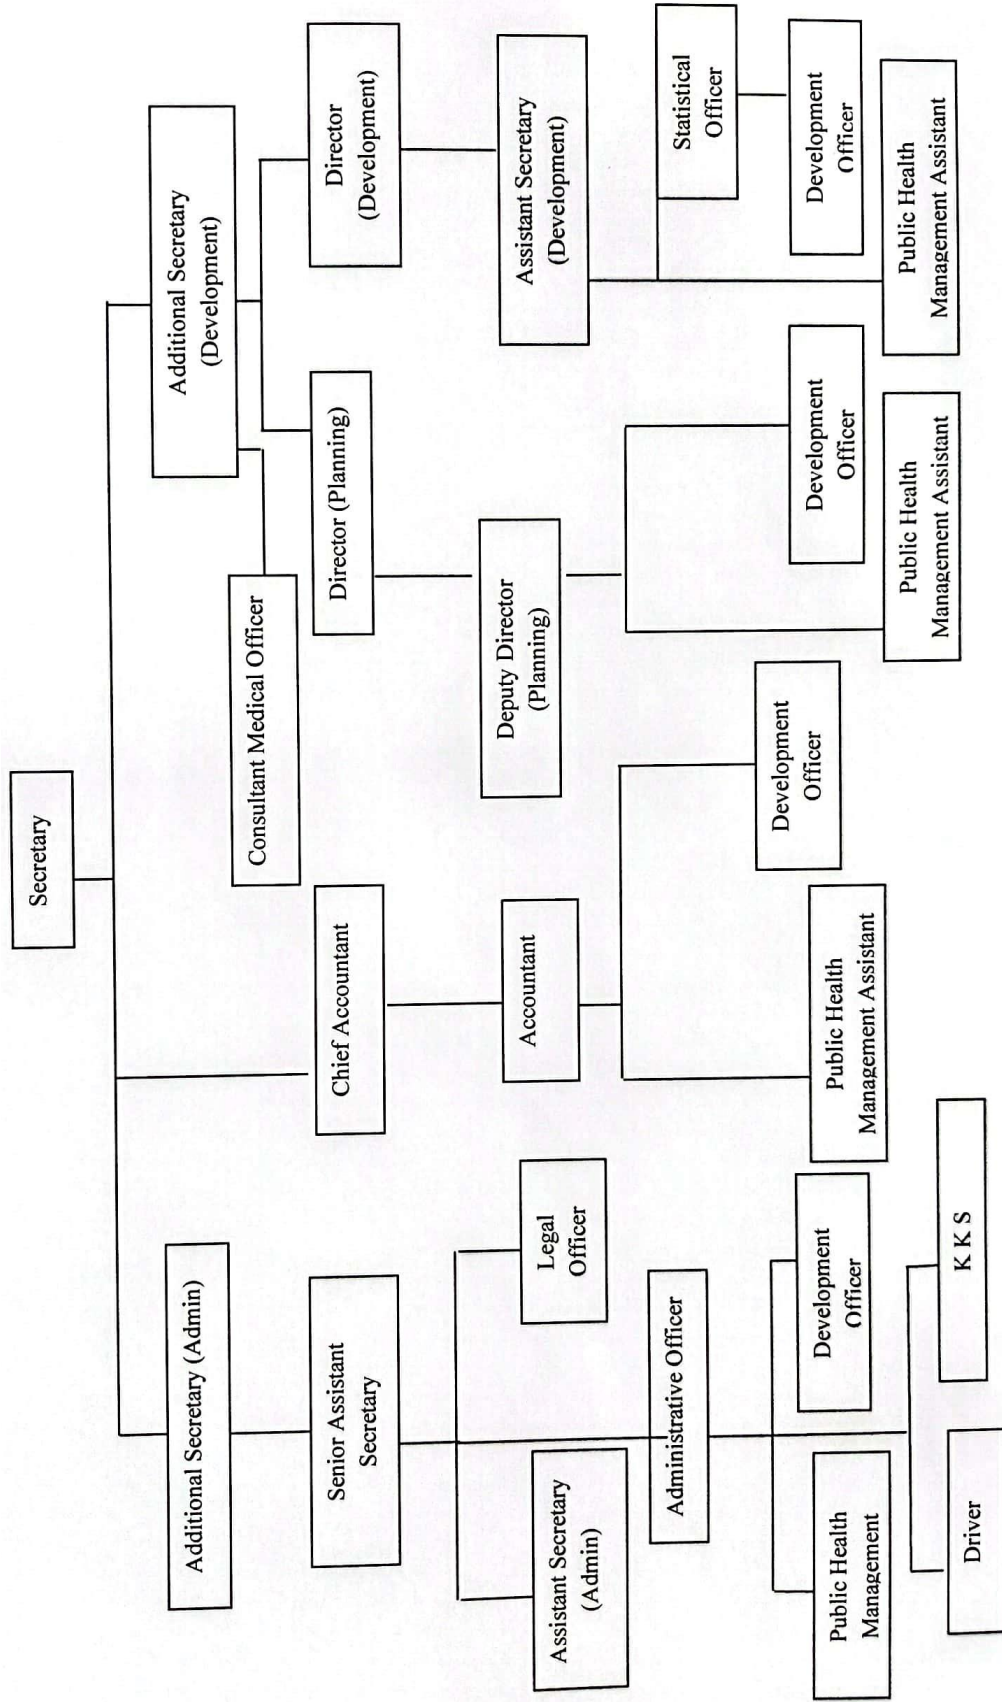 Secretary
Additional Secretary (Admin)
Additional Secretary
(Development)
Consultant Medical Officer
Senior Assistant
Secretary
Chief Accountant
Director (Planning)
Director
(Development)
Assistant Secretary
(Admin)
Legal
Officer
Accountant
Deputy Director
(Planning)
Assistant Secretary
(Development)
Administrative Officer
Statistical
Officer
Public Health
Management
Development
Officer
Public Health
Management Assistant
Development
Officer
Development
Officer
Development
Officer
Public Health
Management Assistant
Public Health
Management Assistant
Driver
K K S